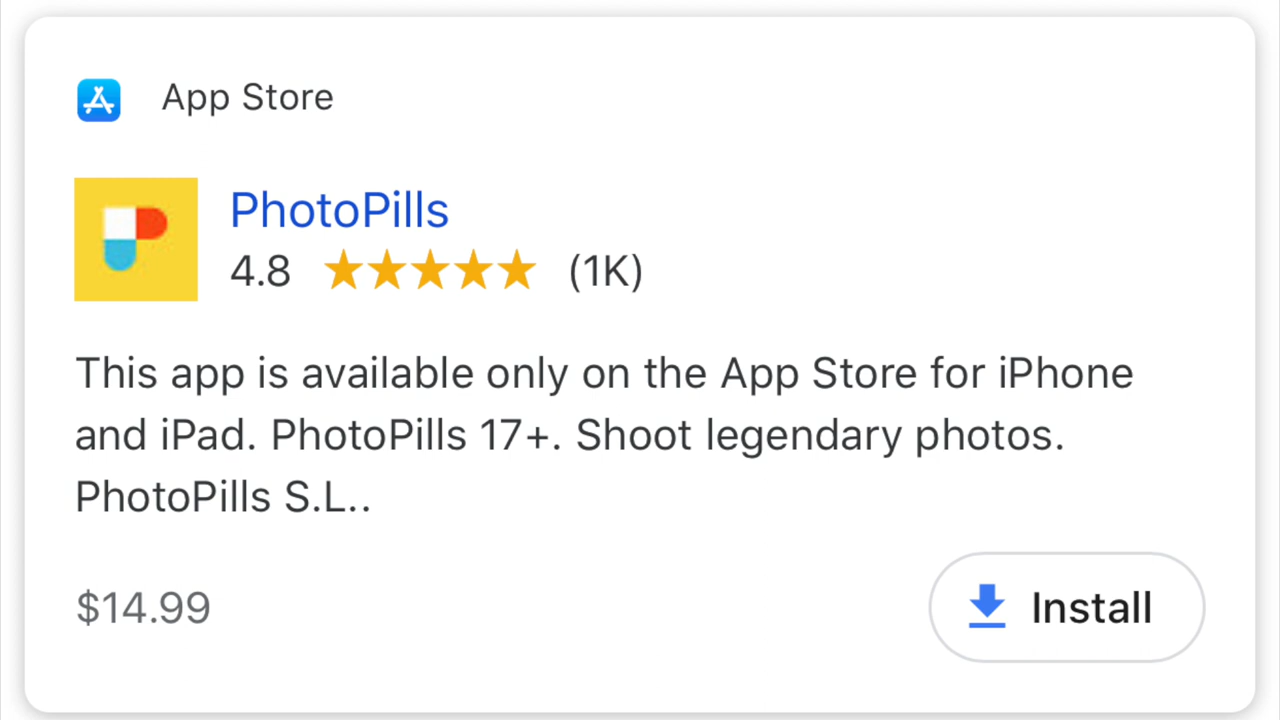 App Store
PhotoPills
4.8 ★★★★★ (1K)
This app is available only on the App Store for iPhone
and iPad. PhotoPills 17+. Shoot legendary photos.
PhotoPills S.L..
$14.99
Install